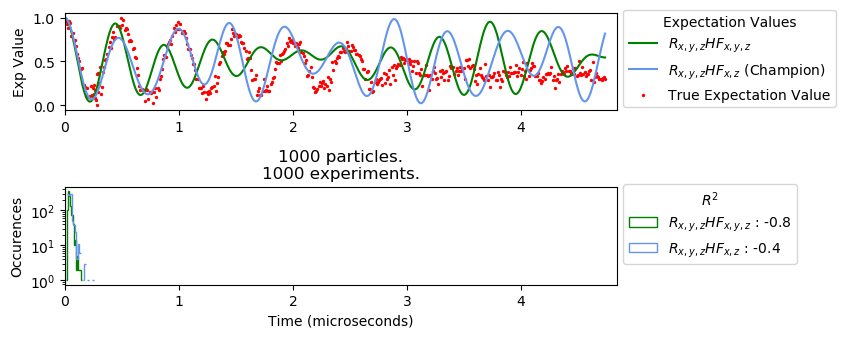 Expectation Values
R_{x,y,z}HF_{x,y,z}
R_{x,y,z}HF_{x,z} (Champion)
True Expectation Value
Exp Value
1.0
0.5
0.0
0 1 2 3 4
1000 particles.
1000 experiments.
R^2
R_{x,y,z}HF_{x,y,z} : -0.8
R_{x,y,z}HF_{x,z} : -0.4
Occurences
10^2
10^1
10^0
0 1 2 3 4
Time (microseconds)